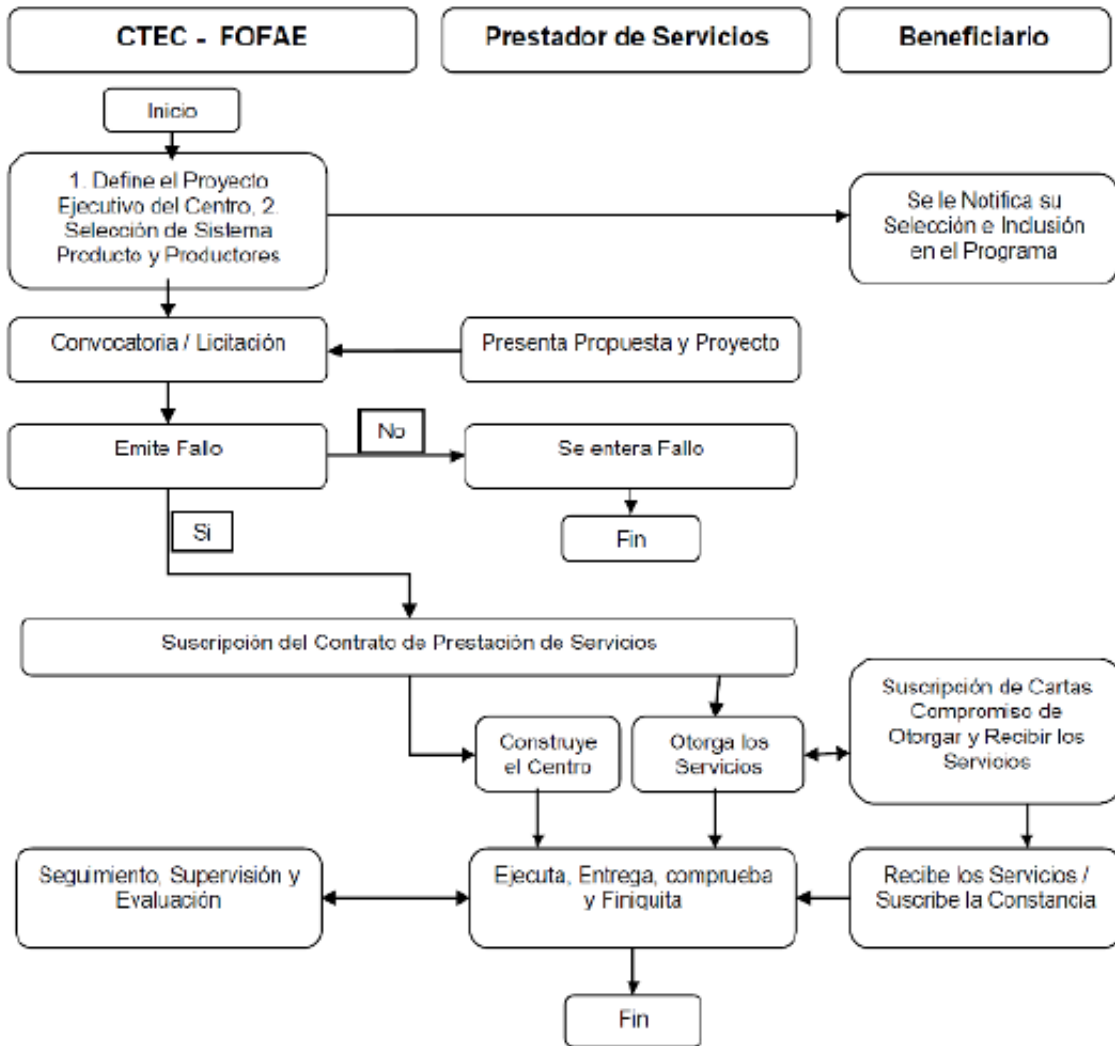 CTEC - FOFAE
Prestador de Servicios
Beneficiario
Inicio
1. Define el Proyecto
Ejecutivo del Centro, 2.
Selección de Sistema
Producto y Productores
Se le Notifica su
Selección e Inclusión
en el Programa
Convocatoria / Licitación
Presenta Propuesta y Proyecto
Emite Fallo
No
Se entera Fallo
Si
Fin
Suscripción del Contrato de Prestación de Servicios
Suscripción de Cartas
Compromiso de
Otorgar y Recibir los
Servicios
Construye
el Centro
Otorga los
Servicios
Seguimiento, Supervisión y
Evaluación
Ejecuta, Entrega, comprueba
y Finiquita
Recibe los Servicios /
Suscribe la Constancia
Fin